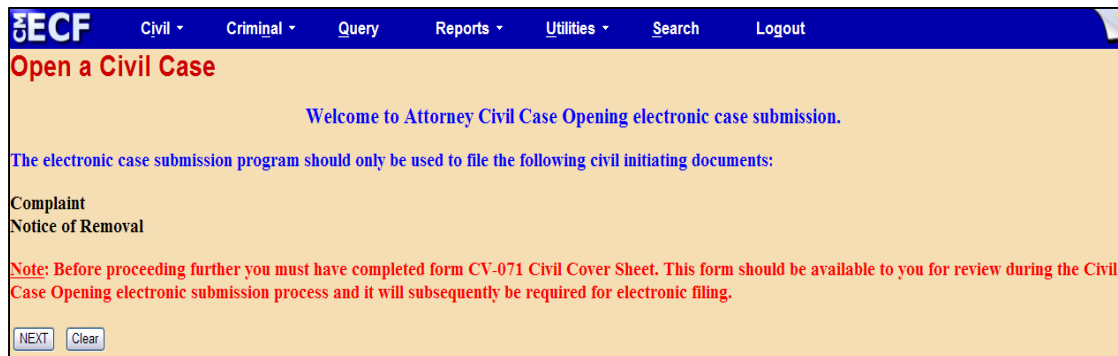 CM ECF Civil Criminal Query Reports Utilities Search Logout
Open a Civil Case
Welcome to Attorney Civil Case Opening electronic case submission.
The electronic case submission program should only be used to file the following civil initiating documents:
Complaint
Notice of Removal
Note: Before proceeding further you must have completed form CV-071 Civil Cover Sheet. This form should be available to you for review during the Civil
Case Opening electronic submission process and it will subsequently be required for electronic filing.
NEXT Clear